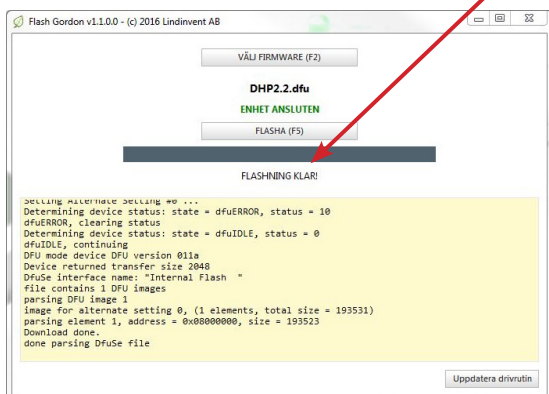 Flash Gordon v1.1.0.0 - (c) 2016 Lindinvent AB
VÄLJ FIRMWARE (F2)
DHP2.2.dfu
ENHET ANSLUTEN
FLASHA (F5)
FLASHNING KLAR!
Setting Alternate Setting #0 ...
Determining device status: state = dfuERROR, status = 10
dfuERROR, clearing status
Determining device status: state = dfuIDLE, status = 0
dfuIDLE, continuing
DFU mode device DFU version 011a
Device returned transfer size 2048
DfuSe interface name: "Internal Flash  "
file contains 1 DFU images
parsing DFU image 1
image for alternate setting 0, (1 elements, total size = 193531)
parsing element 1, address = 0x08000000, size = 193523
Download done.
done parsing DfuSe file
Uppdatera drivrutin